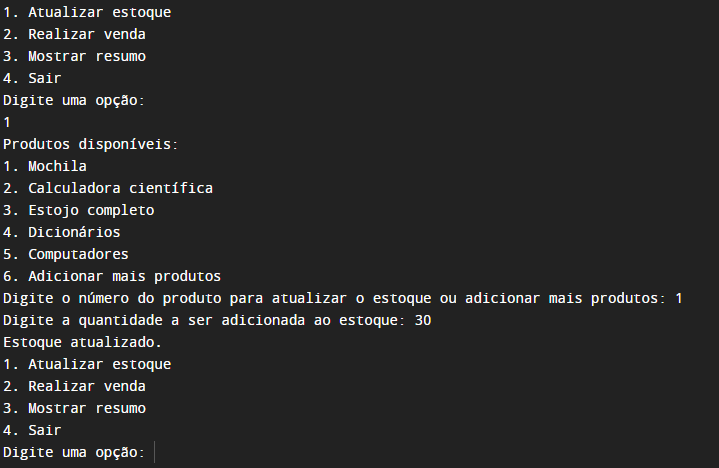 1. Atualizar estoque
2. Realizar venda
3. Mostrar resumo
4. Sair
Digite uma opção:
1
Produtos disponíveis:
1. Mochila
2. Calculadora científica
3. Estojo completo
4. Dicionários
5. Computadores
6. Adicionar mais produtos
Digite o número do produto para atualizar o estoque ou adicionar mais produtos: 1
Digite a quantidade a ser adicionada ao estoque: 30
Estoque atualizado.
1. Atualizar estoque
2. Realizar venda
3. Mostrar resumo
4. Sair
Digite uma opção: